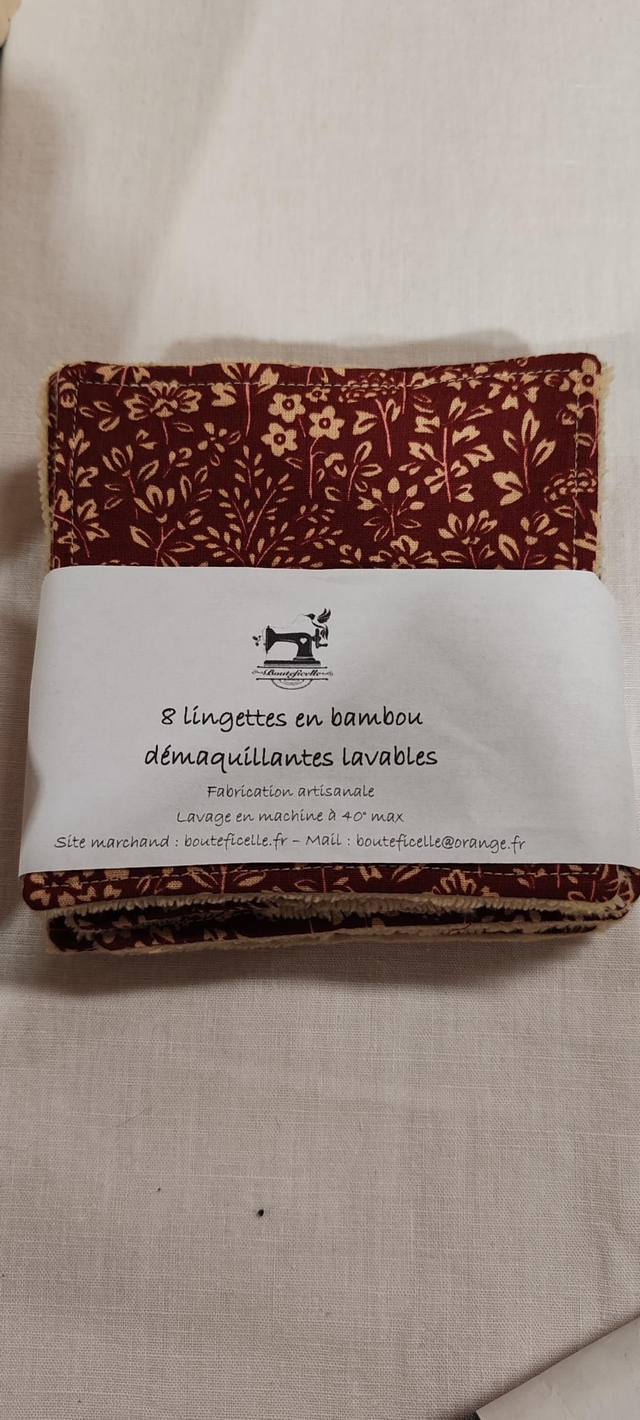 Bouteficelle
8 lingettes en bambou
démaquillantes lavables
Fabrication artisanale
Lavage en machine à 40° max
Site marchand : bouteficelle.fr – Mail : bouteficelle@orange.fr